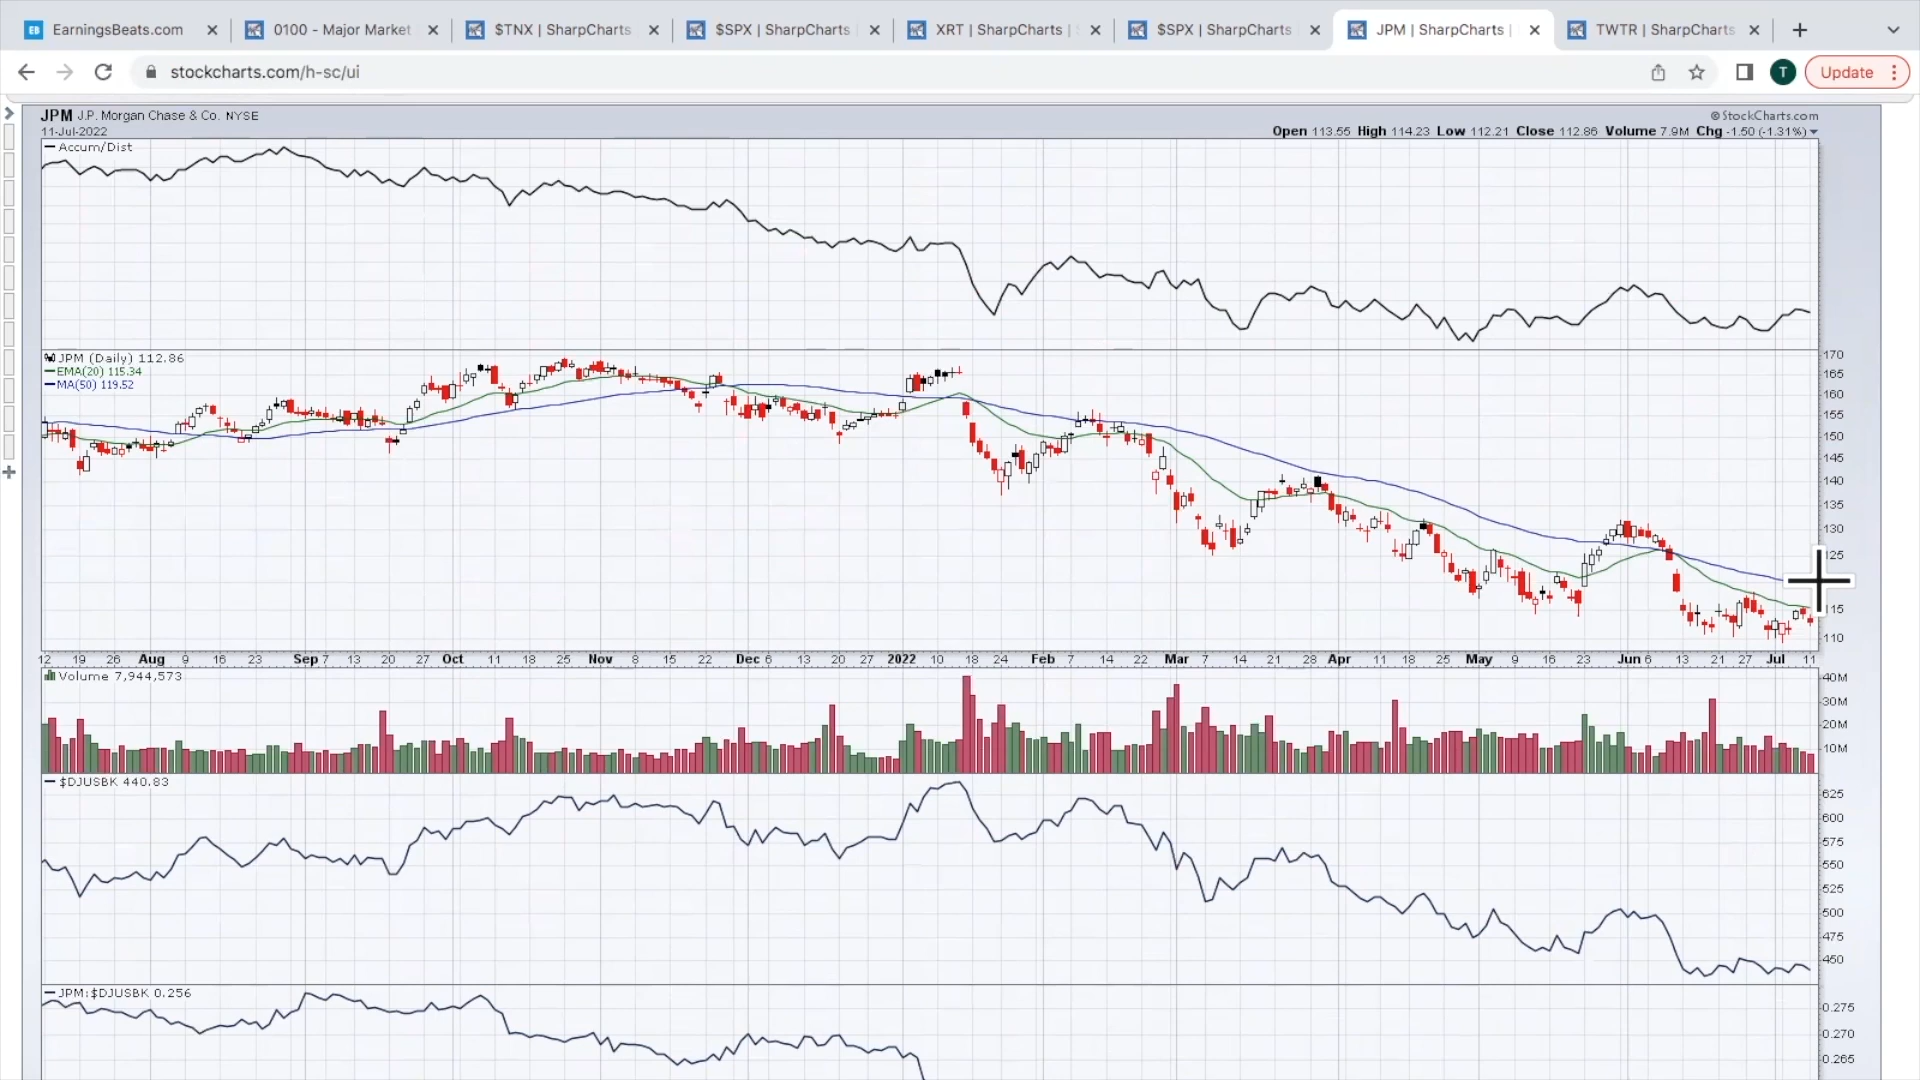 EarningsBeats.com
0100 - Major Market
$TNX | SharpCharts
$SPX | SharpCharts
XRT | SharpCharts |
$SPX | SharpCharts
JPM | SharpCharts |
TWTR | SharpCharts
stockcharts.com/h-sc/ui
T
Update
JPM J.P. Morgan Chase & Co. NYSE
© StockCharts.com
11-Jul-2022
Open 113.55 High 114.23 Low 112.21 Close 112.86 Volume 7.9M Chg -1.50 (-1.31%)
Accum/Dist
JPM (Daily) 112.86
EMA(20) 115.34
MA(50) 119.52
170
165
160
155
150
145
140
135
130
125
115
110
12 19 26 Aug 9 16 23 Sep 7 13 20 27 Oct 11 18 25 Nov 8 15 22 Dec 6 13 20 27 2022 10 18 24 Feb 7 14 22 Mar 7 14 21 28 Apr 11 18 25 May 9 16 23 Jun 6 13 21 27 Jul 11
Volume 7,944,573
40M
30M
20M
10M
$DJUSBK 440.83
625
600
575
550
525
500
475
450
JPM:$DJUSBK 0.256
0.275
0.270
0.265